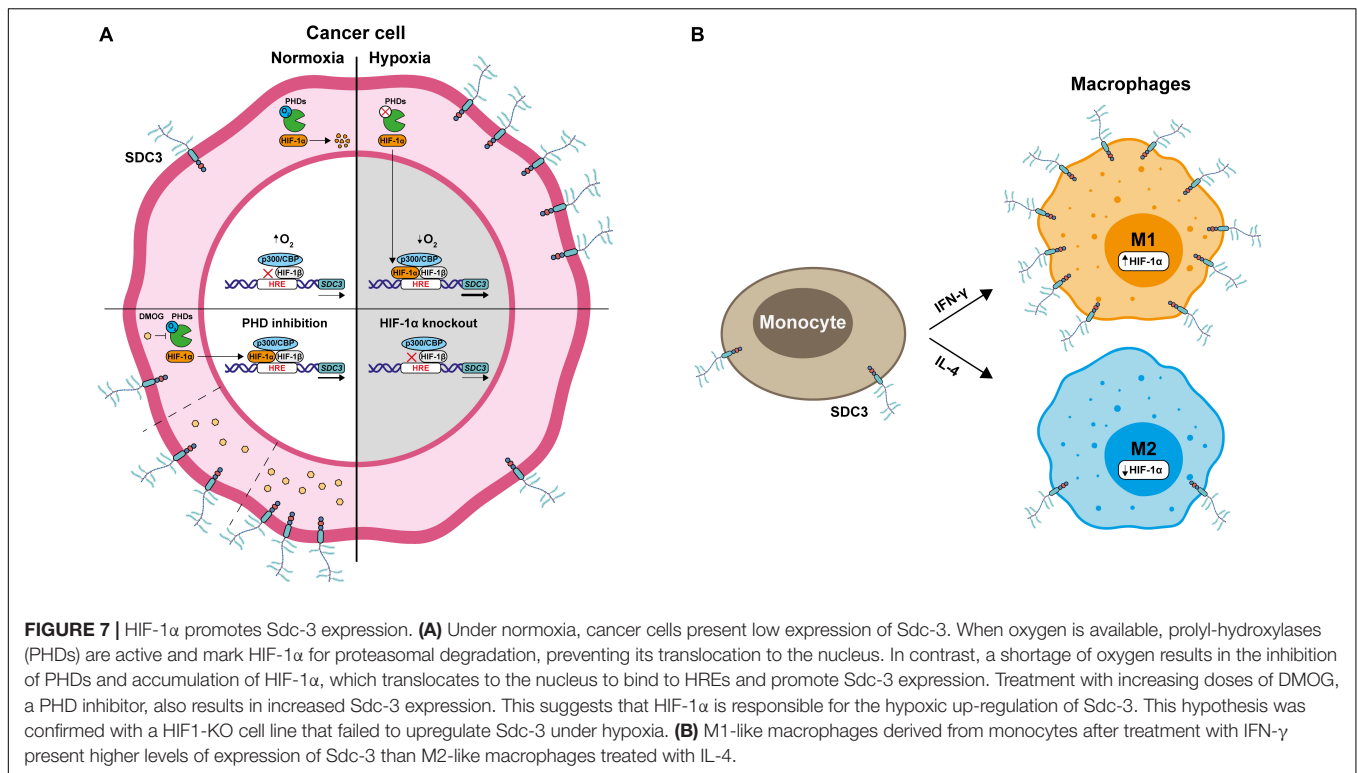 A
Cancer cell
Normoxia
Hypoxia
PHDs
O₂
HIF-1α
PHDs
HIF-1α
SDC3
↑O₂
p300/CBP
HIF-1β
HRE
SDC3
↓O₂
p300/CBP
HIF-1α
HIF-1β
HRE
SDC3
DMOG
PHDs
O₂
HIF-1α
PHD inhibition
p300/CBP
HIF-1α
HIF-1β
HRE
SDC3
HIF-1α knockout
p300/CBP
HIF-1β
HRE
SDC3
B
Macrophages
Monocyte
SDC3
IFN-γ
IL-4
M1
↑HIF-1α
M2
↓HIF-1α
FIGURE 7 | HIF-1α promotes Sdc-3 expression. (A) Under normoxia, cancer cells present low expression of Sdc-3. When oxygen is available, prolyl-hydroxylases
(PHDs) are active and mark HIF-1α for proteasomal degradation, preventing its translocation to the nucleus. In contrast, a shortage of oxygen results in the inhibition
of PHDs and accumulation of HIF-1α, which translocates to the nucleus to bind to HREs and promote Sdc-3 expression. Treatment with increasing doses of DMOG,
a PHD inhibitor, also results in increased Sdc-3 expression. This suggests that HIF-1α is responsible for the hypoxic up-regulation of Sdc-3. This hypothesis was
confirmed with a HIF1-KO cell line that failed to upregulate Sdc-3 under hypoxia. (B) M1-like macrophages derived from monocytes after treatment with IFN-γ
present higher levels of expression of Sdc-3 than M2-like macrophages treated with IL-4.